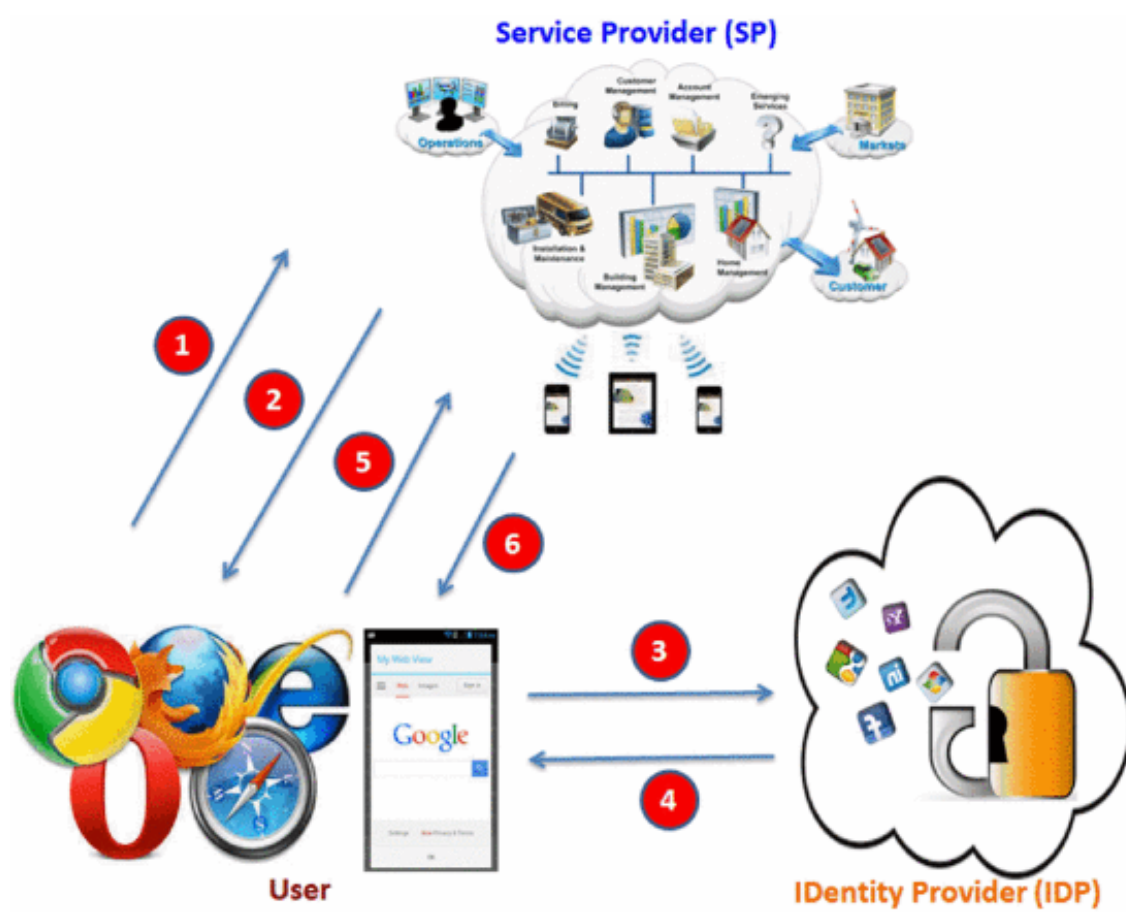 Service Provider (SP)
Customer
Management
Account
Management
Emerging
Services
Billing
Operations
Markets
Installation &
Maintenance
Building
Management
Home
Management
Customer
1
2
5
6
3
4
My Web View
Images
Google
User
IDentity Provider (IDP)